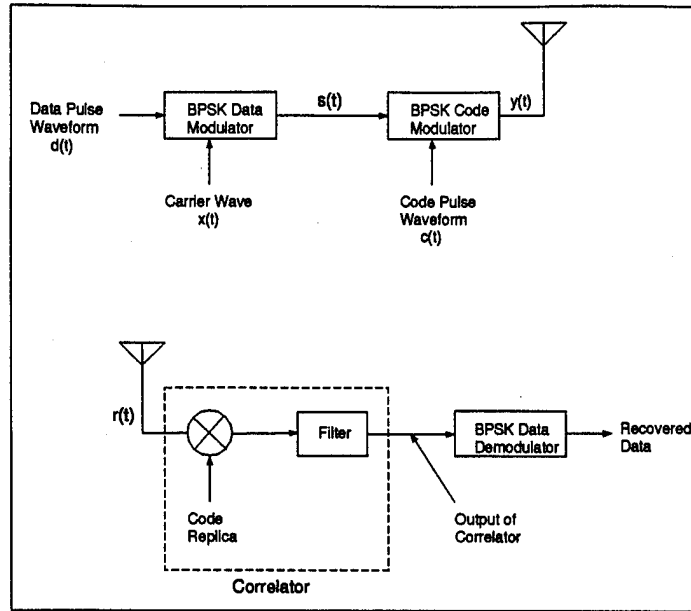 Data Pulse
Waveform
d(t)
BPSK Data
Modulator
s(t)
BPSK Code
Modulator
y(t)
Carrier Wave
x(t)
Code Pulse
Waveform
c(t)
r(t)
Filter
BPSK Data
Demodulator
Recovered
Data
Code
Replica
Output of
Correlator
Correlator